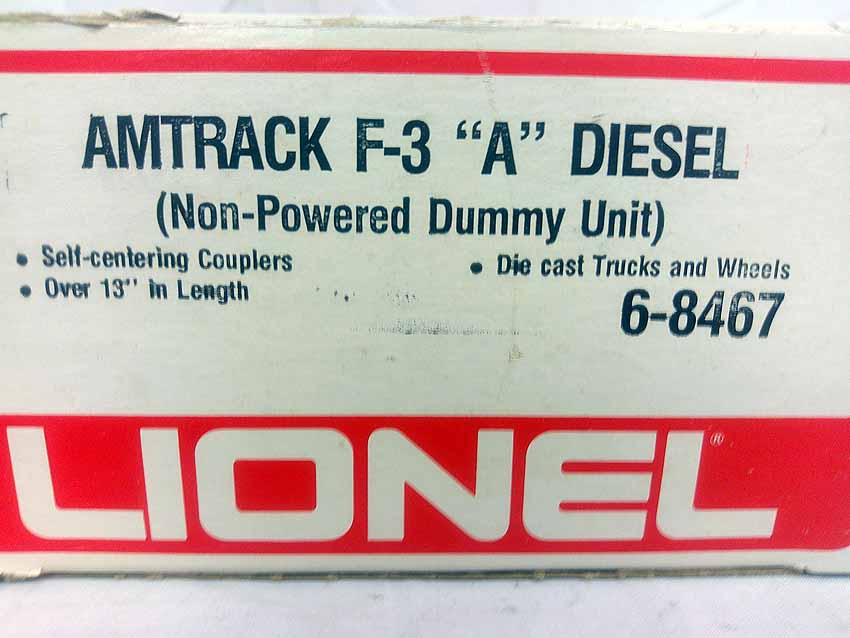 AMTRACK F-3 “A” DIESEL
(Non-Powered Dummy Unit)
• Self-centering Couplers
• Over 13" in Length
• Die cast Trucks and Wheels
6-8467
LIONEL®